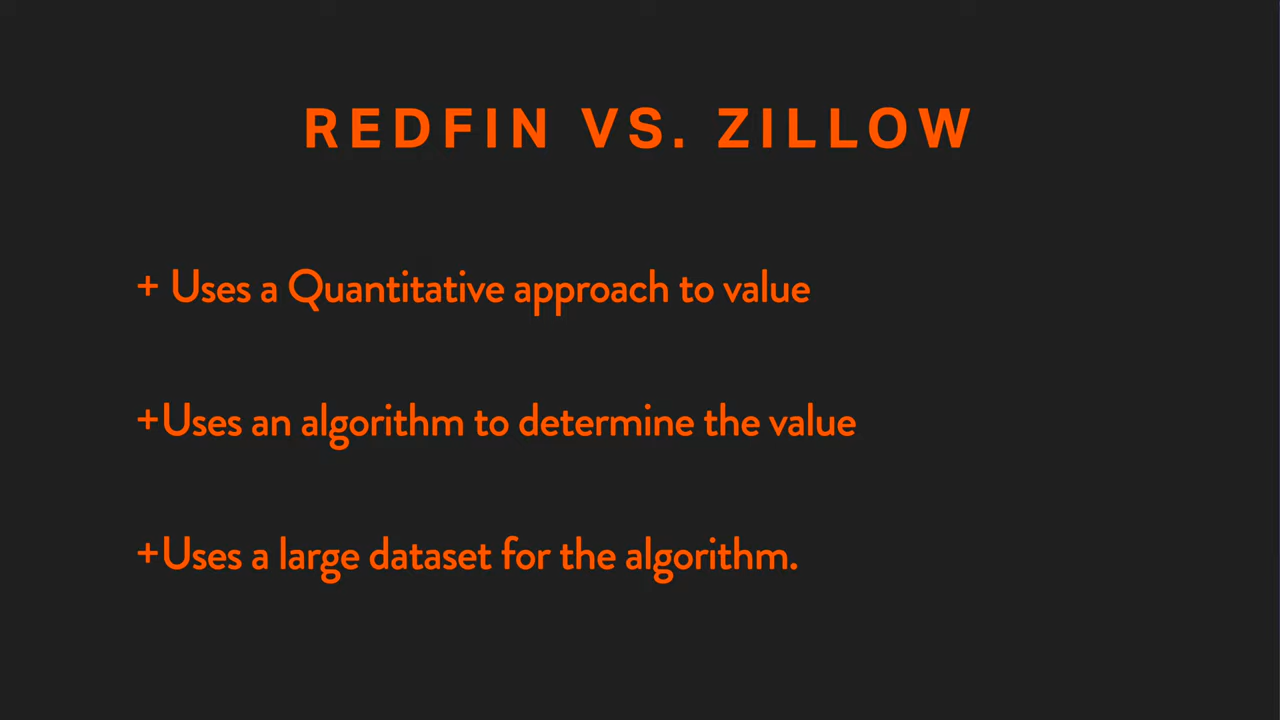 REDFIN VS. ZILLOW
+ Uses a Quantitative approach to value
+Uses an algorithm to determine the value
+Uses a large dataset for the algorithm.